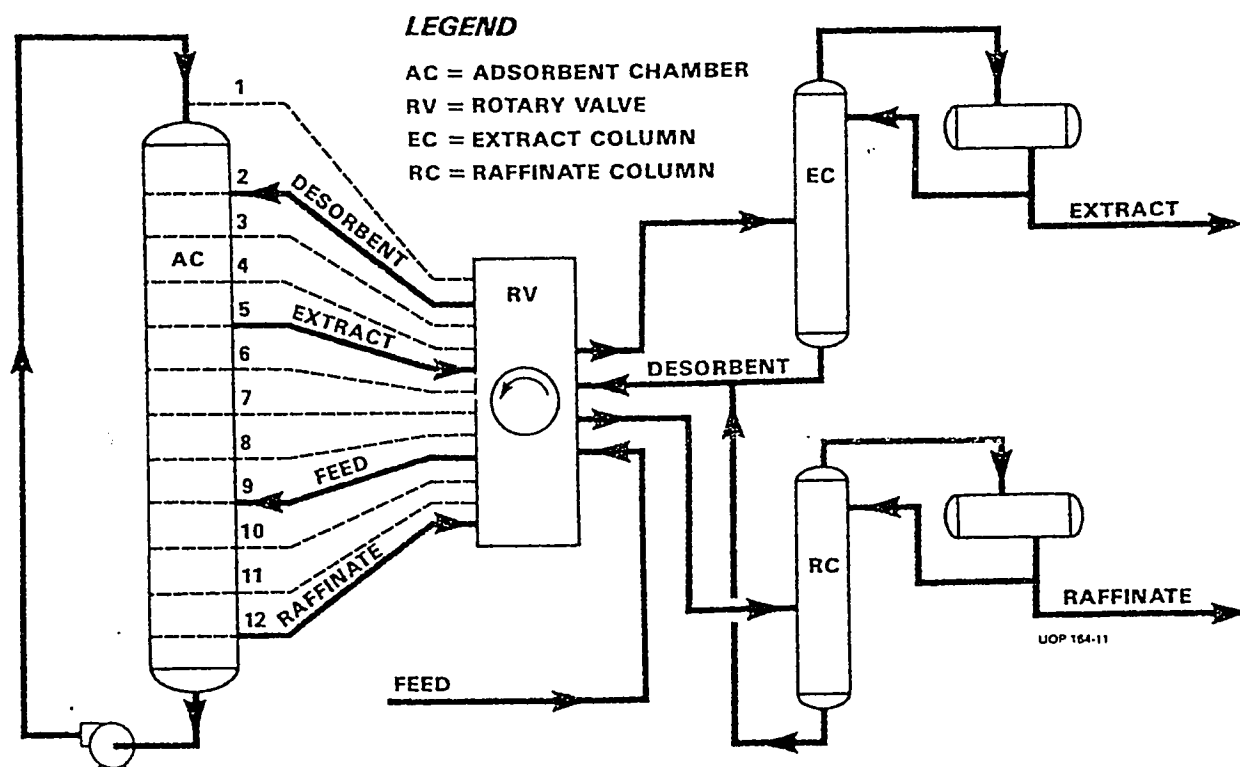 LEGEND
AC = ADSORBENT CHAMBER
RV = ROTARY VALVE
EC = EXTRACT COLUMN
RC = RAFFINATE COLUMN
1
2
DESORBENT
3
AC
4
5
EXTRACT
6
7
8
FEED
9
10
11
12
RAFFINATE
RV
EC
EXTRACT
DESORBENT
RC
RAFFINATE
UOP 164-11
FEED